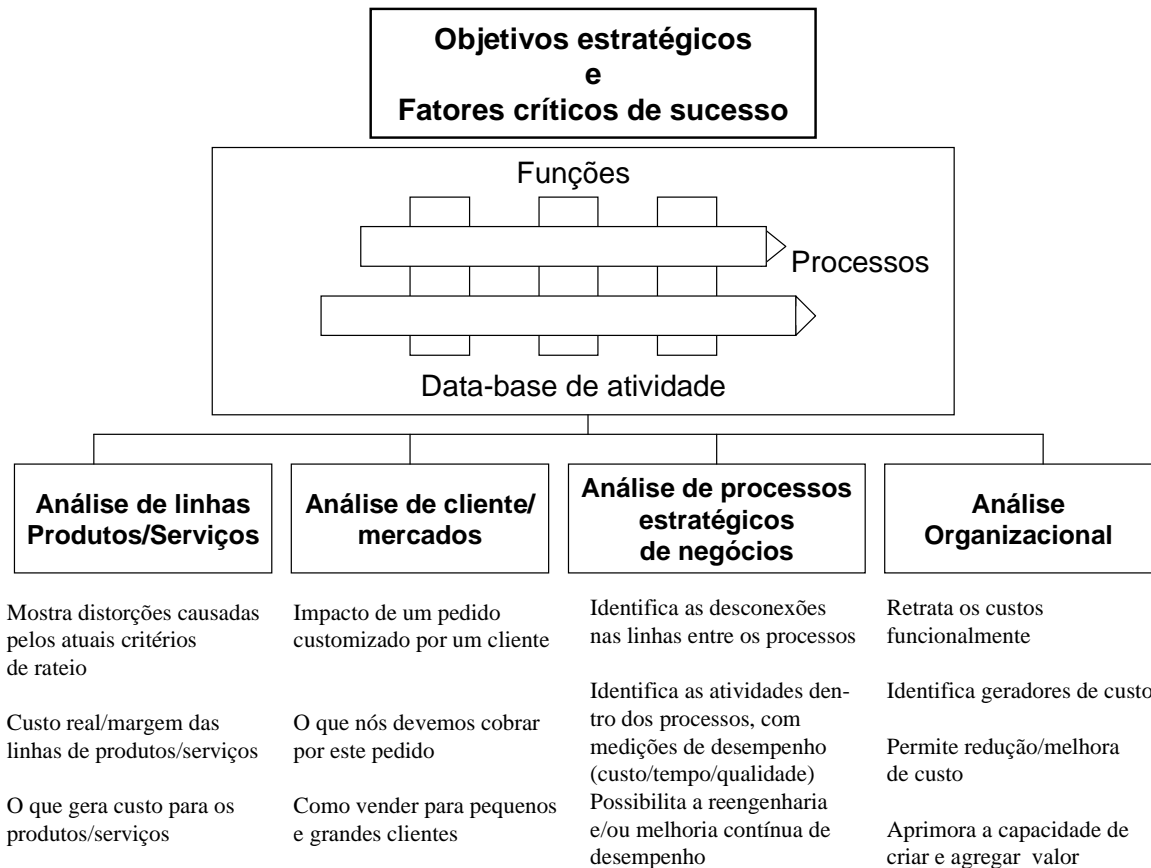 Objetivos estratégicos
e
Fatores críticos de sucesso
Funções
Processos
Data-base de atividade
Análise de linhas
Produtos/Serviços
Mostra distorções causadas
pelos atuais critérios
de rateio
Custo real/margem das
linhas de produtos/serviços
O que gera custo para os
produtos/serviços
Análise de cliente/
mercados
Impacto de um pedido
customizado por um cliente
O que nós devemos cobrar
por este pedido
Como vender para pequenos
e grandes clientes
Análise de processos
estratégicos
de negócios
Identifica as desconexões
nas linhas entre os processos
Identifica as atividades den-
tro dos processos, com
medições de desempenho
(custo/tempo/qualidade)
Possibilita a reengenharia
e/ou melhoria contínua de
desempenho
Análise
Organizacional
Retrata os custos
funcionalmente
Identifica geradores de custo
Permite redução/melhora
de custo
Aprimora a capacidade de
criar e agregar valor